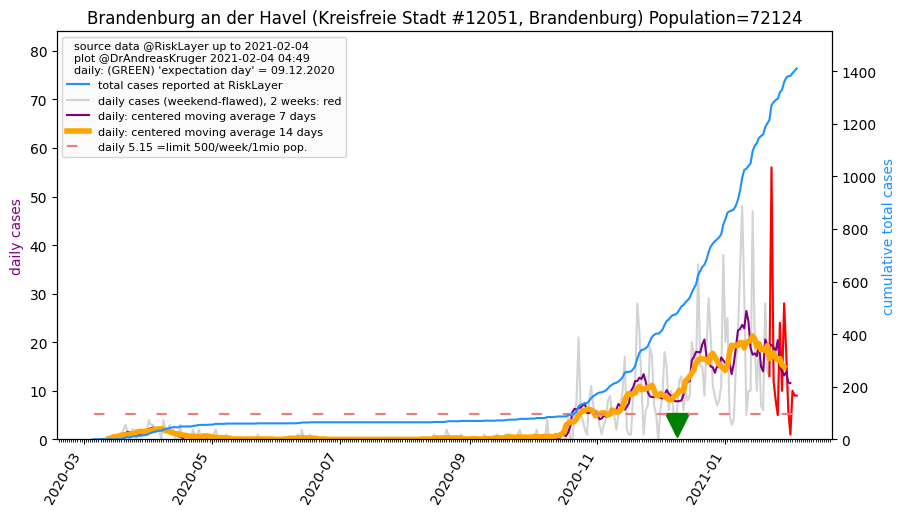 Brandenburg an der Havel (Kreisfreie Stadt #12051, Brandenburg) Population=72124
source data @RiskLayer up to 2021-02-04
plot @DrAndreasKruger 2021-02-04 04:49
daily: (GREEN) 'expectation day' = 09.12.2020
total cases reported at RiskLayer
daily cases (weekend-flawed), 2 weeks: red
daily: centered moving average 7 days
daily: centered moving average 14 days
daily 5.15 =limit 500/week/1mio pop.
daily cases
80
70
60
50
40
30
20
10
0
cumulative total cases
1400
1200
1000
800
600
400
200
0
2020-03
2020-05
2020-07
2020-09
2020-11
2021-01